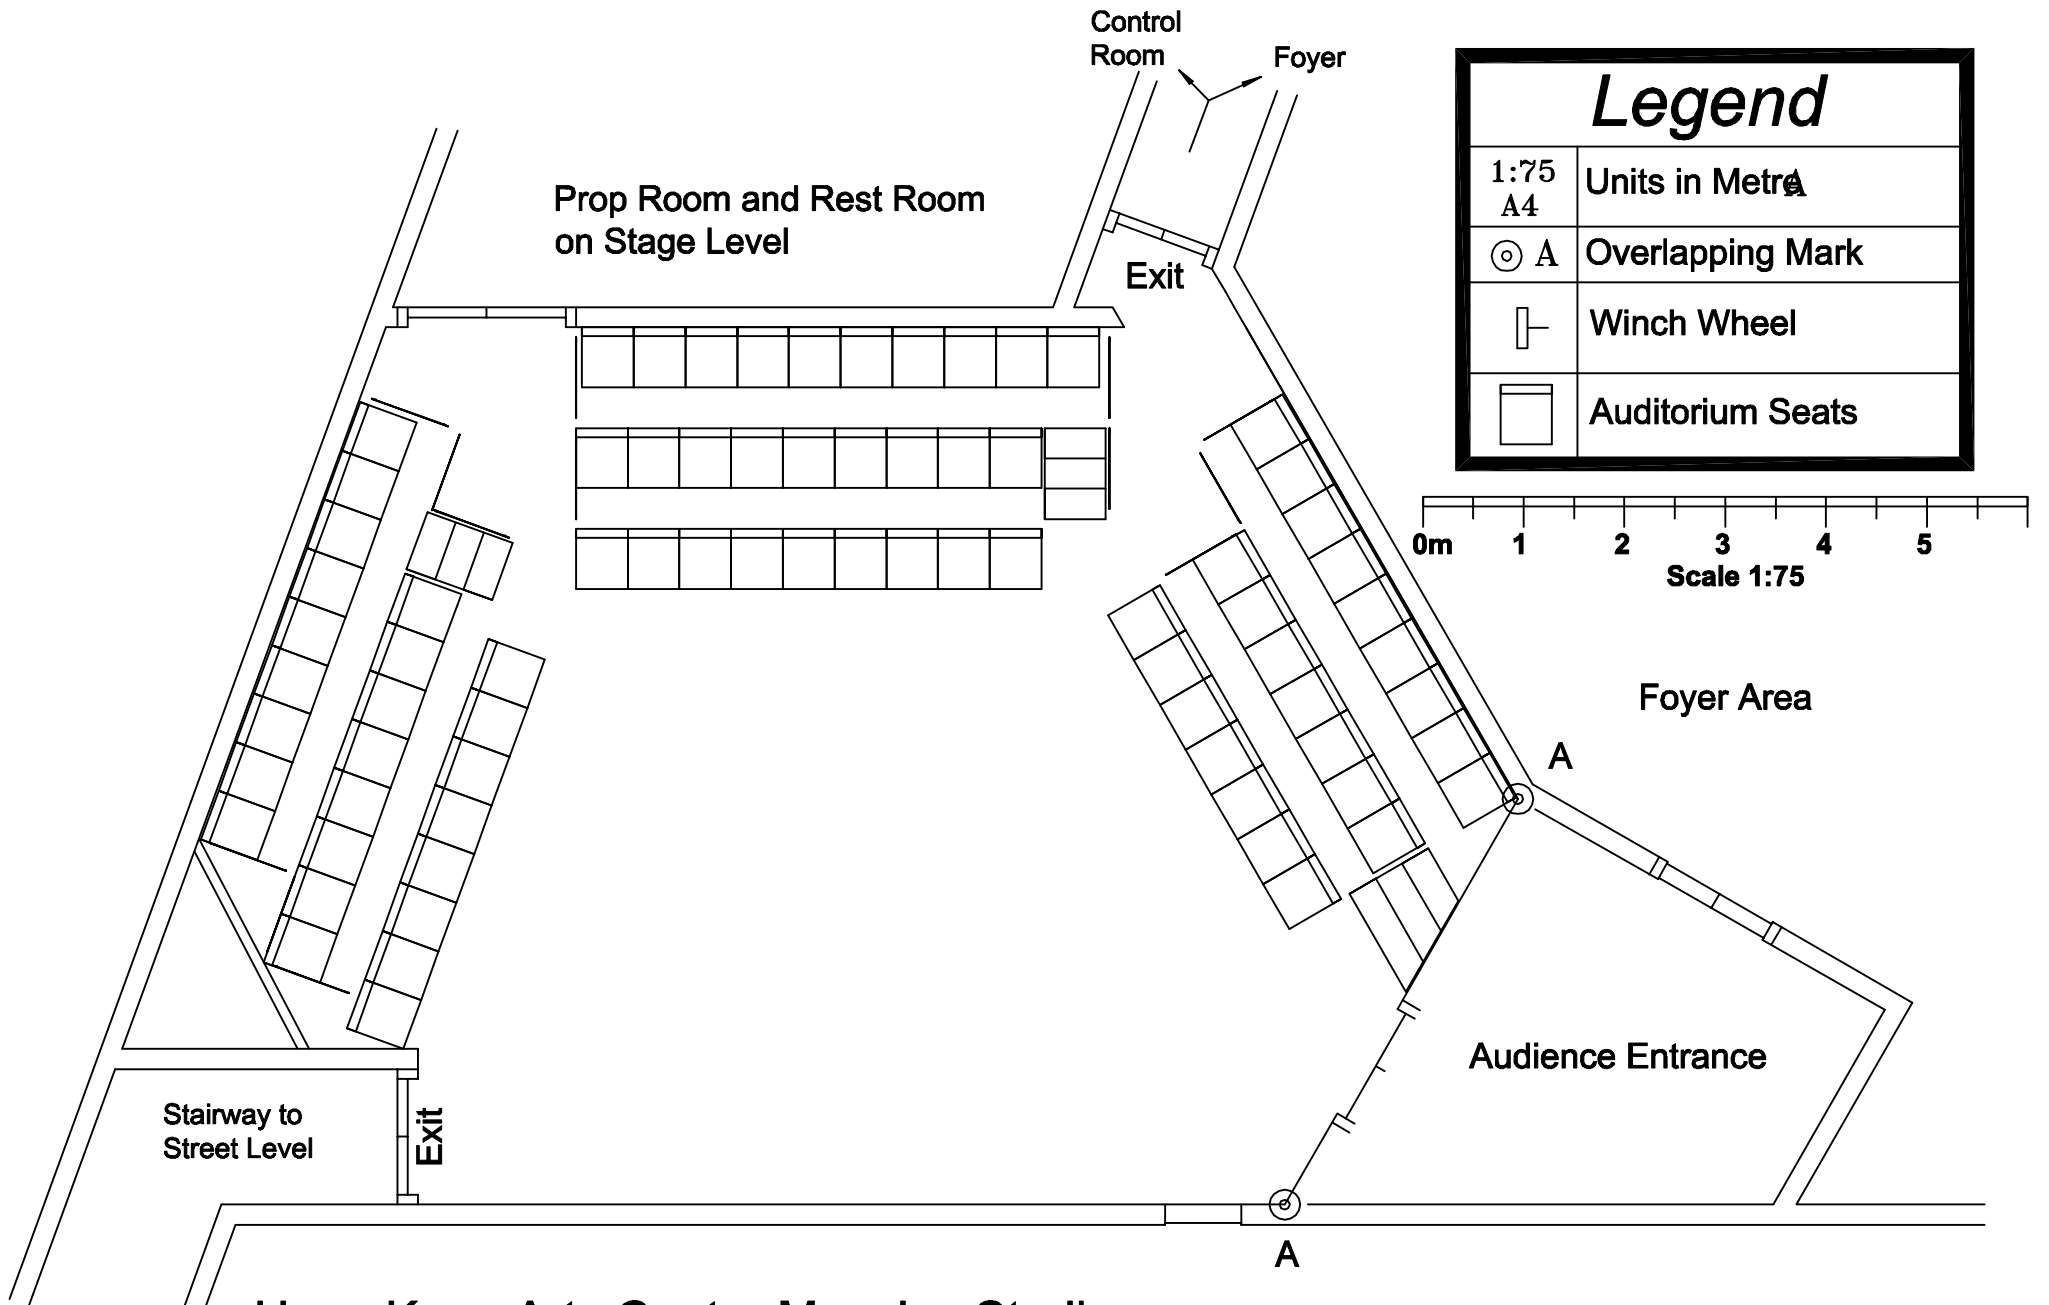 Control
Room
Foyer
Prop Room and Rest Room
on Stage Level
Exit
Legend
1:75
A4
Units in Metre
A
A
Overlapping Mark
Winch Wheel
Auditorium Seats
0m 1 2 3 4 5
Scale 1:75
Foyer Area
A
Audience Entrance
Stairway to
Street Level
Exit
A